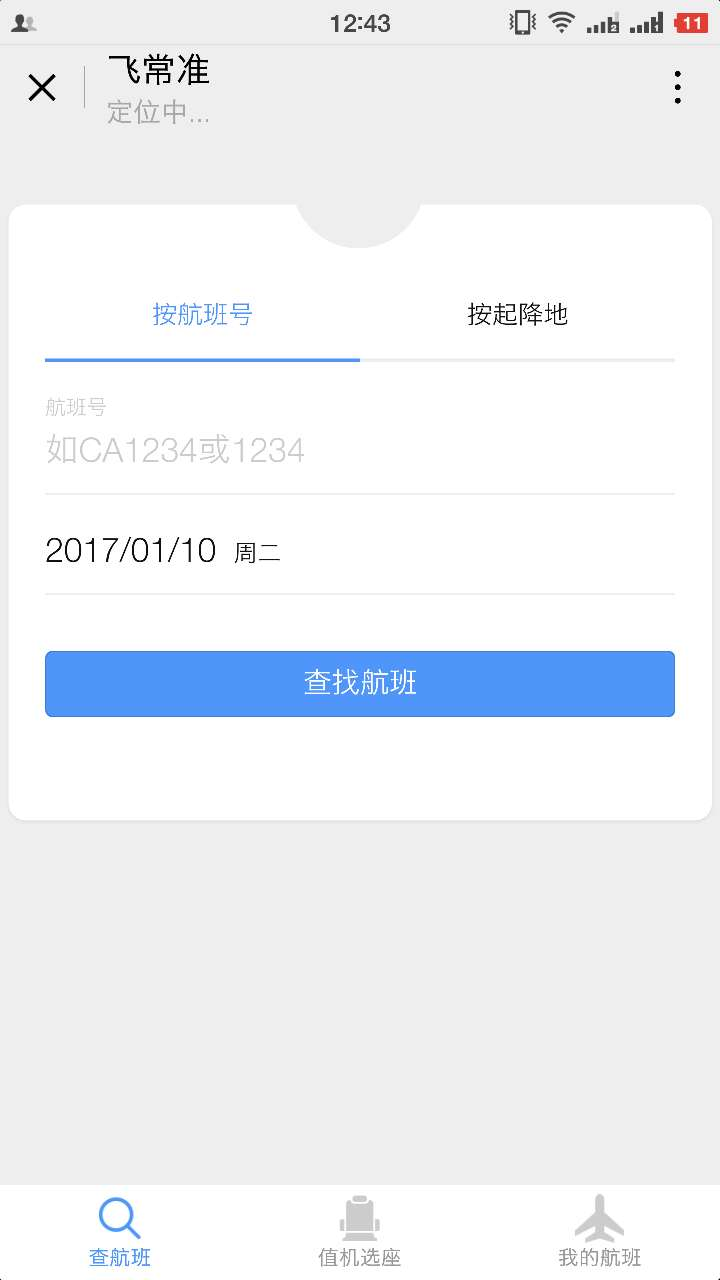 12:43
2
1
11
飞常准
定位中...
按航班号
按起降地
航班号
如CA1234或1234
2017/01/10 周二
查找航班
查航班
值机选座
我的航班